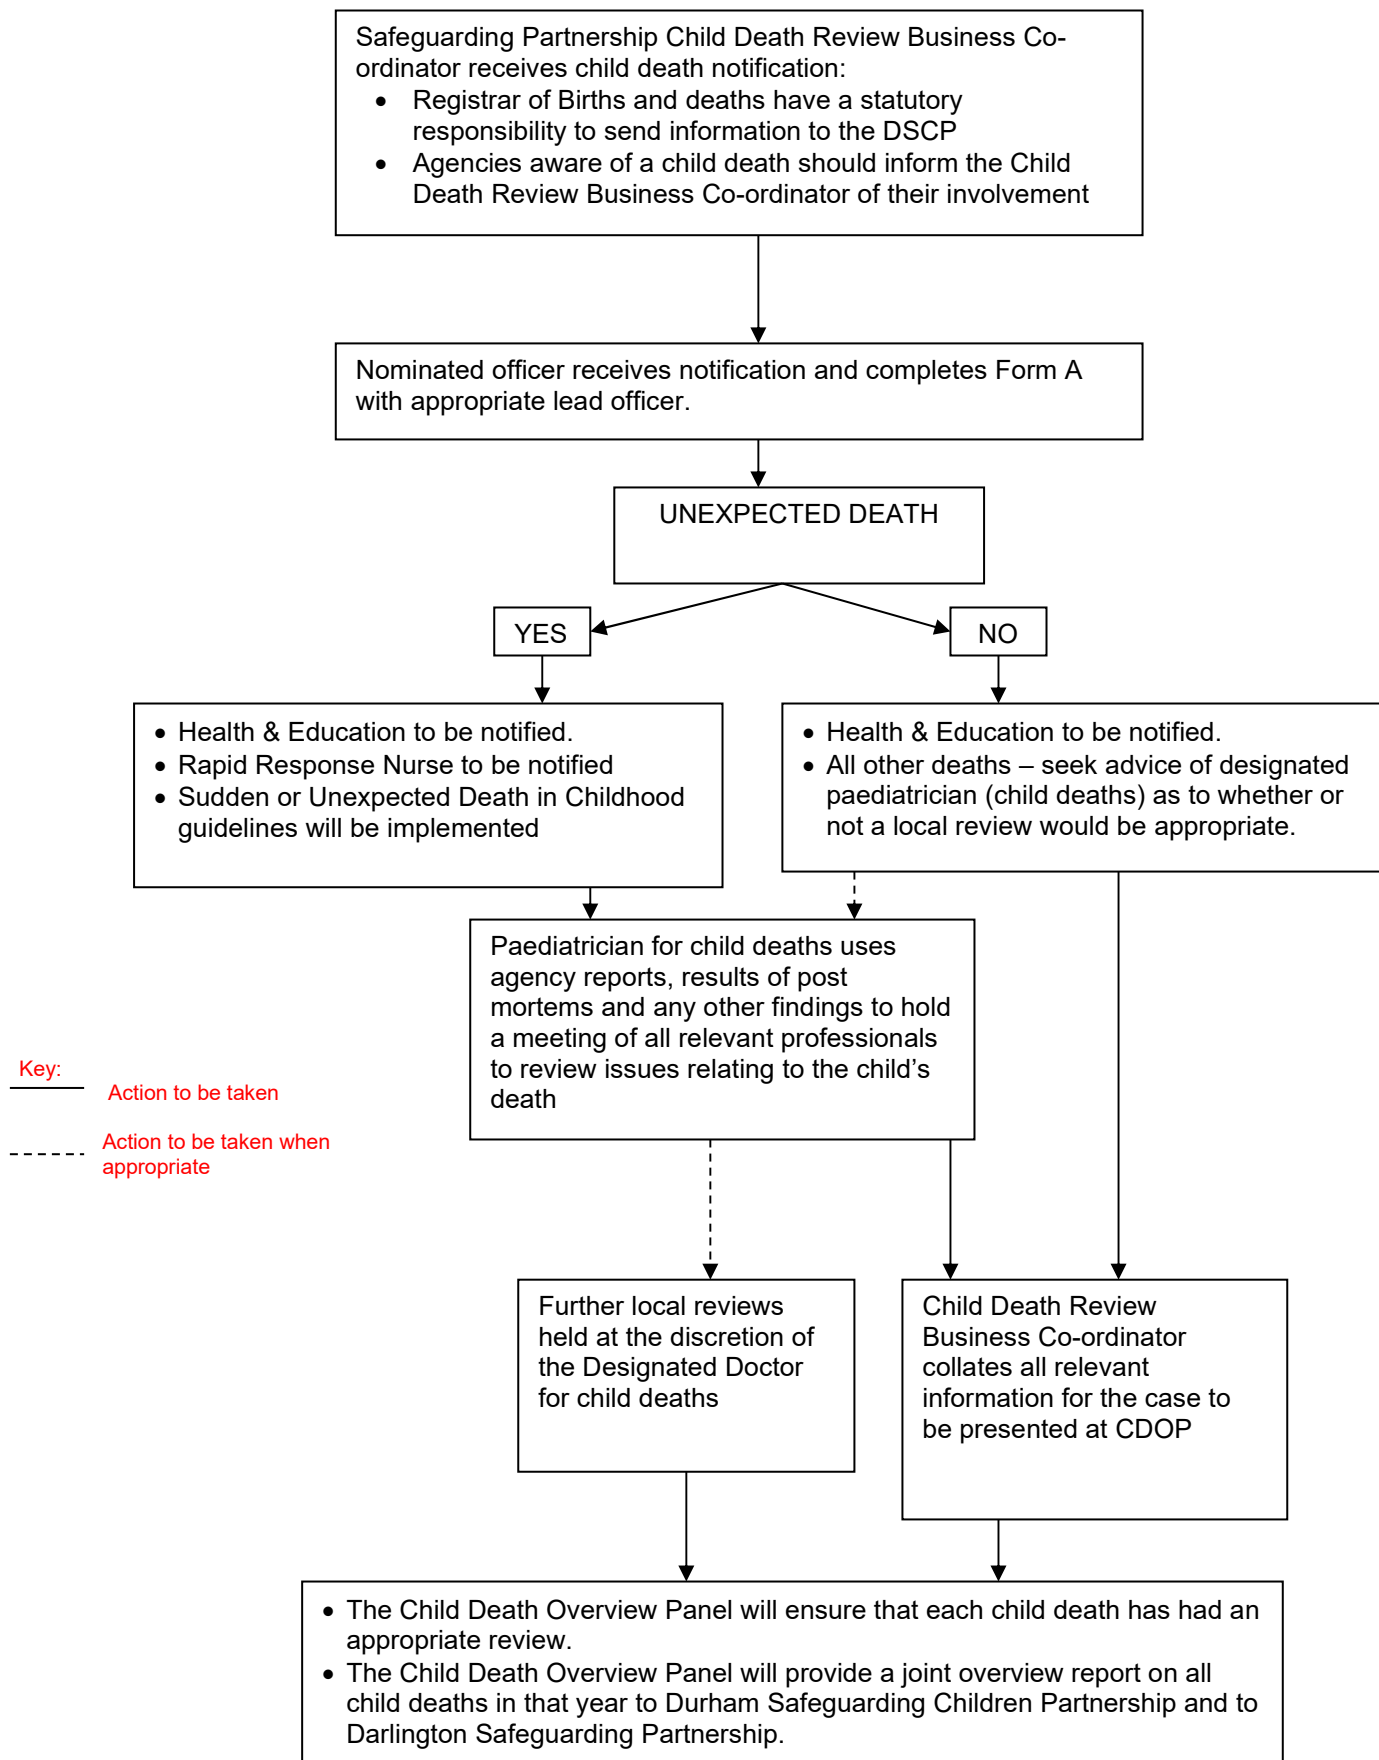 Safeguarding Partnership Child Death Review Business Co-
ordinator receives child death notification:
• Registrar of Births and deaths have a statutory
responsibility to send information to the DSCP
• Agencies aware of a child death should inform the Child
Death Review Business Co-ordinator of their involvement
Nominated officer receives notification and completes Form A
with appropriate lead officer.
UNEXPECTED DEATH
YES
NO
• Health & Education to be notified.
• Rapid Response Nurse to be notified
• Sudden or Unexpected Death in Childhood
guidelines will be implemented
• Health & Education to be notified.
• All other deaths – seek advice of designated
paediatrician (child deaths) as to whether or
not a local review would be appropriate.
Paediatrician for child deaths uses
agency reports, results of post
mortems and any other findings to hold
a meeting of all relevant professionals
to review issues relating to the child’s
death
Key:
Action to be taken
Action to be taken when
appropriate
Further local reviews
held at the discretion of
the Designated Doctor
for child deaths
Child Death Review
Business Co-ordinator
collates all relevant
information for the case to
be presented at CDOP
• The Child Death Overview Panel will ensure that each child death has had an
appropriate review.
• The Child Death Overview Panel will provide a joint overview report on all
child deaths in that year to Durham Safeguarding Children Partnership and to
Darlington Safeguarding Partnership.